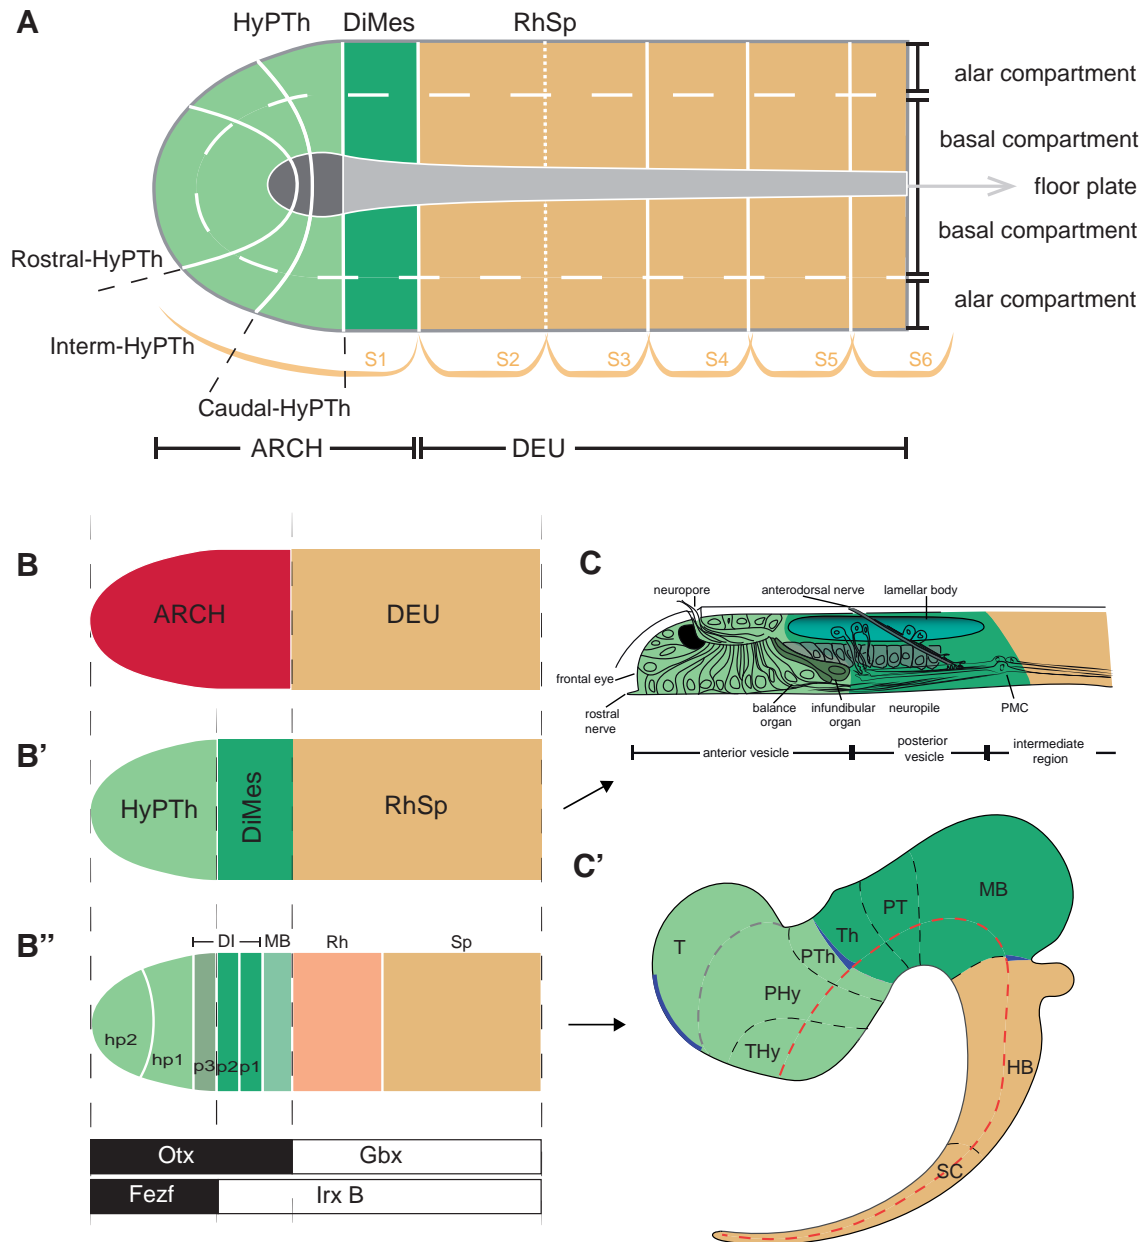 A
HyPTh DiMes RhSp
alar compartment
basal compartment
floor plate
basal compartment
alar compartment
Rostral-HyPTh
Interm-HyPTh
Caudal-HyPTh
S1 S2 S3 S4 S5 S6
ARCH DEU
B
ARCH DEU
B'
HyPTh DiMes RhSp
B''
DI MB Rh Sp
hp2 hp1 p3 p2 p1
Otx Gbx
Fezf Irx B
C
neuropore anterodorsal nerve lamellar body
frontal eye
rostral
nerve
balance
organ
infundibular
organ
neuropile
PMC
anterior vesicle
posterior
vesicle
intermediate
region
C'
T
PTh
Th
PT
MB
PHy
THy
HB
SC